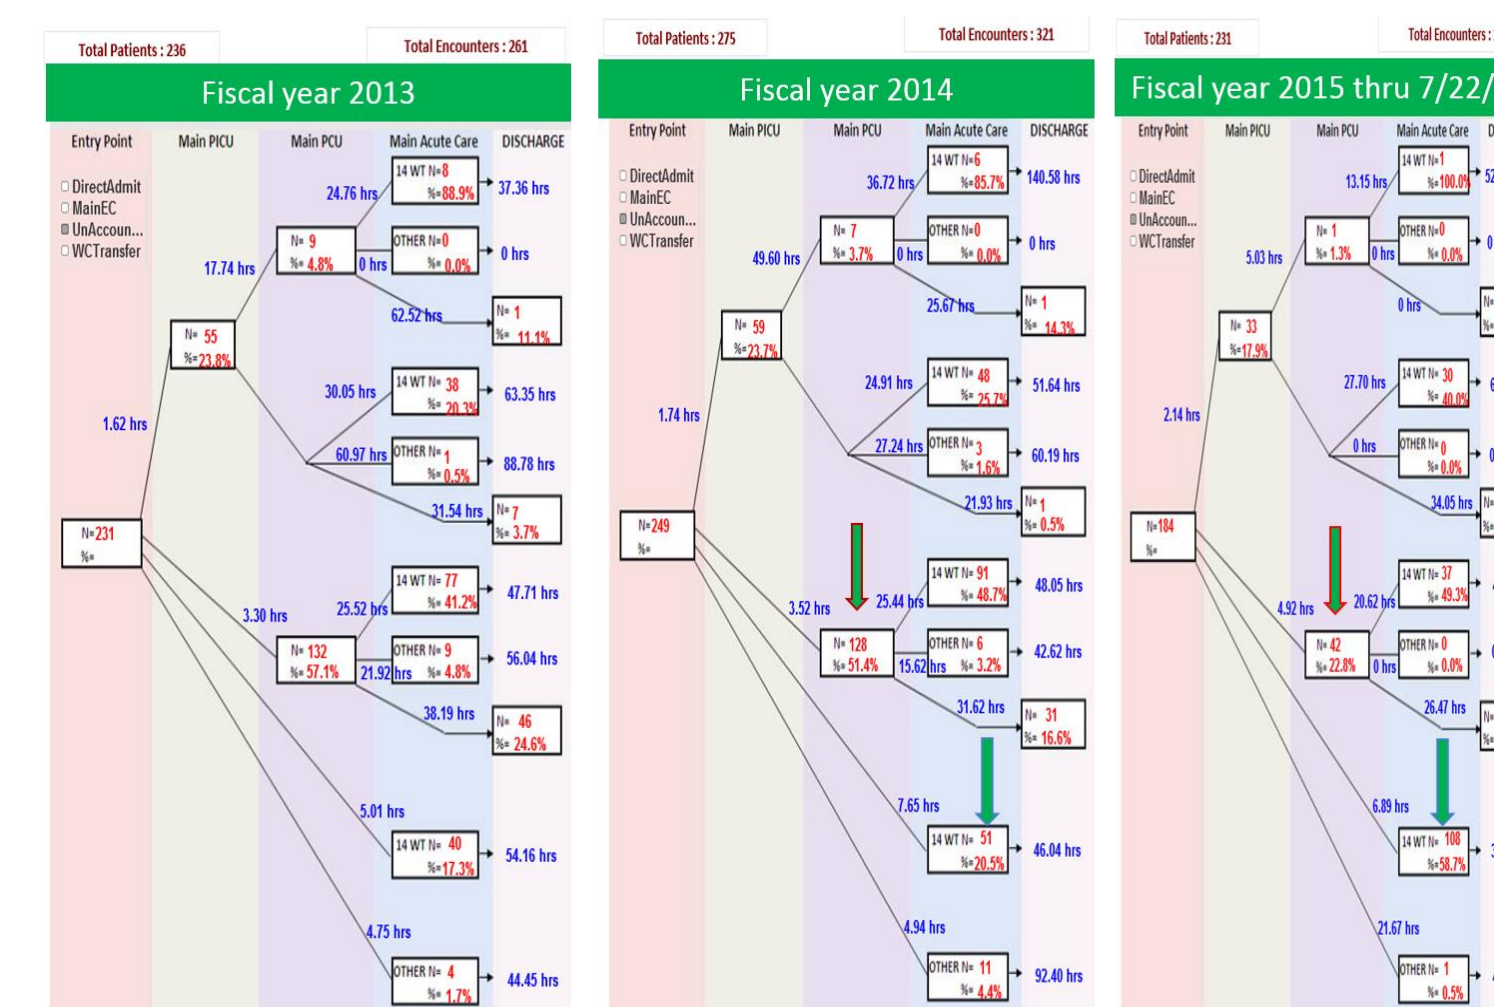 Total Patients : 236
Total Encounters : 261
Fiscal year 2013
Entry Point
Main PICU
Main PCU
Main Acute Care
DISCHARGE
DirectAdmit
MainEC
UnAccoun...
WCTransfer
14 WT N=8
%=88.9%
24.76 hrs
37.36 hrs
N= 9
%= 4.8%
OTHER N=0
%= 0.0%
0 hrs
0 hrs
17.74 hrs
62.52 hrs
N= 1
%= 11.1%
N= 55
%=23.8%
30.05 hrs
14 WT N= 38
%= 20.3%
63.35 hrs
1.62 hrs
60.97 hrs
OTHER N= 1
%= 0.5%
88.78 hrs
31.54 hrs
N= 7
%= 3.7%
N=231
%=
14 WT N= 77
%= 41.2%
47.71 hrs
3.30 hrs
25.52 hrs
N= 132
%= 57.1%
OTHER N= 9
%= 4.8%
21.92 hrs
56.04 hrs
38.19 hrs
N= 46
%= 24.6%
5.01 hrs
14 WT N= 40
%=17.3%
54.16 hrs
4.75 hrs
OTHER N= 4
%= 1.7%
44.45 hrs
Total Patients : 275
Total Encounters : 321
Fiscal year 2014
Entry Point
Main PICU
Main PCU
Main Acute Care
DISCHARGE
DirectAdmit
MainEC
UnAccoun...
WCTransfer
14 WT N=6
%=85.7%
36.72 hrs
140.58 hrs
N= 7
%= 3.7%
OTHER N=0
%= 0.0%
0 hrs
0 hrs
49.60 hrs
25.67 hrs
N= 1
%= 14.3%
N= 59
%=23.7%
24.91 hrs
14 WT N= 48
%= 25.7%
51.64 hrs
1.74 hrs
27.24 hrs
OTHER N= 3
%= 1.6%
60.19 hrs
21.93 hrs
N= 1
%= 0.5%
N=249
%=
14 WT N= 91
%= 48.7%
48.05 hrs
3.52 hrs
25.44 hrs
N= 128
%= 51.4%
OTHER N= 6
%= 3.2%
15.62 hrs
42.62 hrs
31.62 hrs
N= 31
%= 16.6%
7.65 hrs
14 WT N= 51
%=20.5%
46.04 hrs
4.94 hrs
OTHER N= 11
%= 4.4%
92.40 hrs
Total Patients : 231
Total Encounters :
Fiscal year 2015 thru 7/22/
Entry Point
Main PICU
Main PCU
Main Acute Care
DirectAdmit
MainEC
UnAccoun...
WCTransfer
14 WT N=1
%=100.0%
13.15 hrs
N= 1
%= 1.3%
OTHER N=0
%= 0.0%
0 hrs
5.03 hrs
0 hrs
N=
%=
N= 33
%=17.9%
27.70 hrs
14 WT N= 30
%= 40.0%
2.14 hrs
0 hrs
OTHER N= 0
%= 0.0%
34.05 hrs
N=
%=
N=184
%=
14 WT N= 37
%= 49.3%
4.92 hrs
20.62 hrs
N= 42
%= 22.8%
OTHER N= 0
%= 0.0%
0 hrs
26.47 hrs
N=
%=
6.89 hrs
14 WT N= 108
%=58.7%
21.67 hrs
OTHER N= 1
%= 0.5%